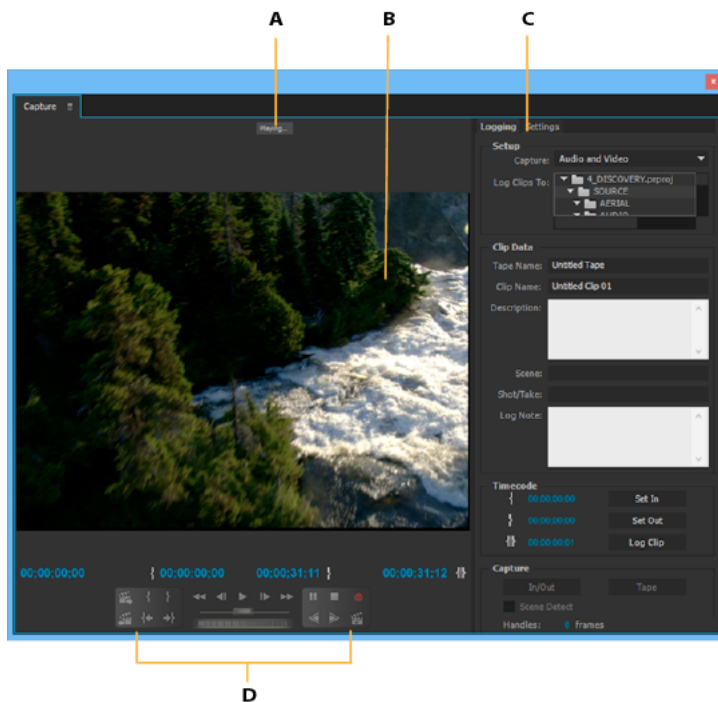 A B C
Capture
Playing...
Logging Settings
Setup
Capture: Audio and Video
Log Clips To: 4_DISCOVERY.prproj
SOURCE
AERIAL
AUDIO
Clip Data
Tape Name: Untitled Tape
Clip Name: Untitled Clip 01
Description:
Scene:
Shot/Take:
Log Note:
Timecode
00:00:00:00 Set In
00:00:00:00 Set Out
00:00:00:01 Log Clip
00:00:00;00 { 00:00:00:00 00:00;31;11 } 00:00:31;12
Capture
In/Out Tape
Scene Detect
Handles: 0 frames
D